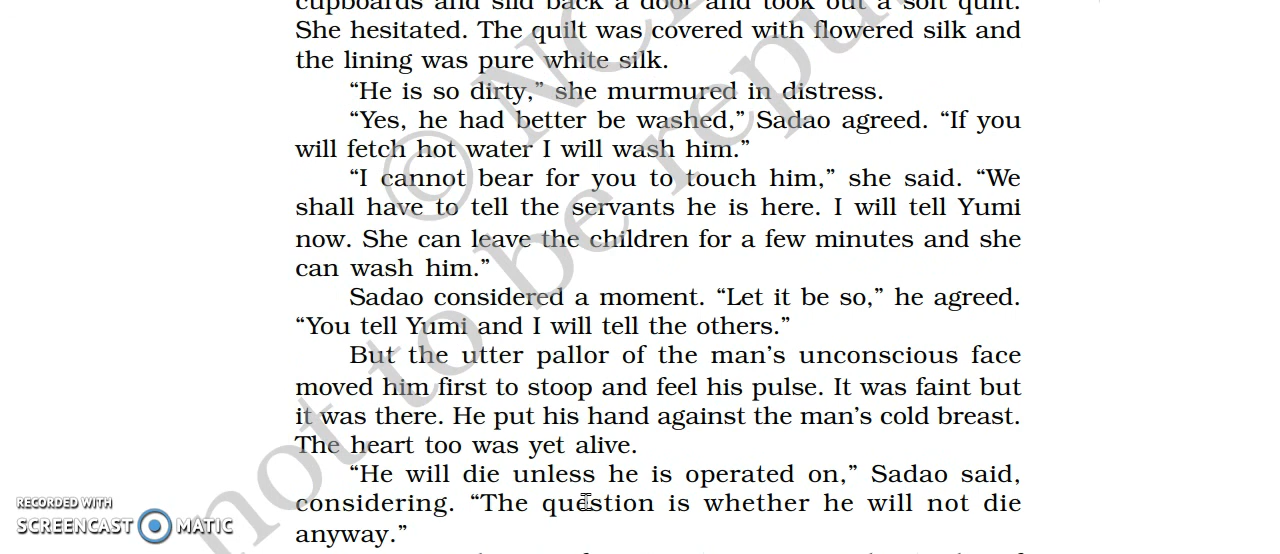 cupboards and slid back a door and took out a soft quilt.
She hesitated. The quilt was covered with flowered silk and
the lining was pure white silk.
“He is so dirty,” she murmured in distress.
“Yes, he had better be washed,” Sadao agreed. “If you
will fetch hot water I will wash him.”
“I cannot bear for you to touch him,” she said. “We
shall have to tell the servants he is here. I will tell Yumi
now. She can leave the children for a few minutes and she
can wash him.”
Sadao considered a moment. “Let it be so,” he agreed.
“You tell Yumi and I will tell the others.”
But the utter pallor of the man’s unconscious face
moved him first to stoop and feel his pulse. It was faint but
it was there. He put his hand against the man’s cold breast.
The heart too was yet alive.
“He will die unless he is operated on,” Sadao said,
considering. “The question is whether he will not die
anyway.”
© NC
not to be repu
RECORDED WITH
SCREENCAST MATIC